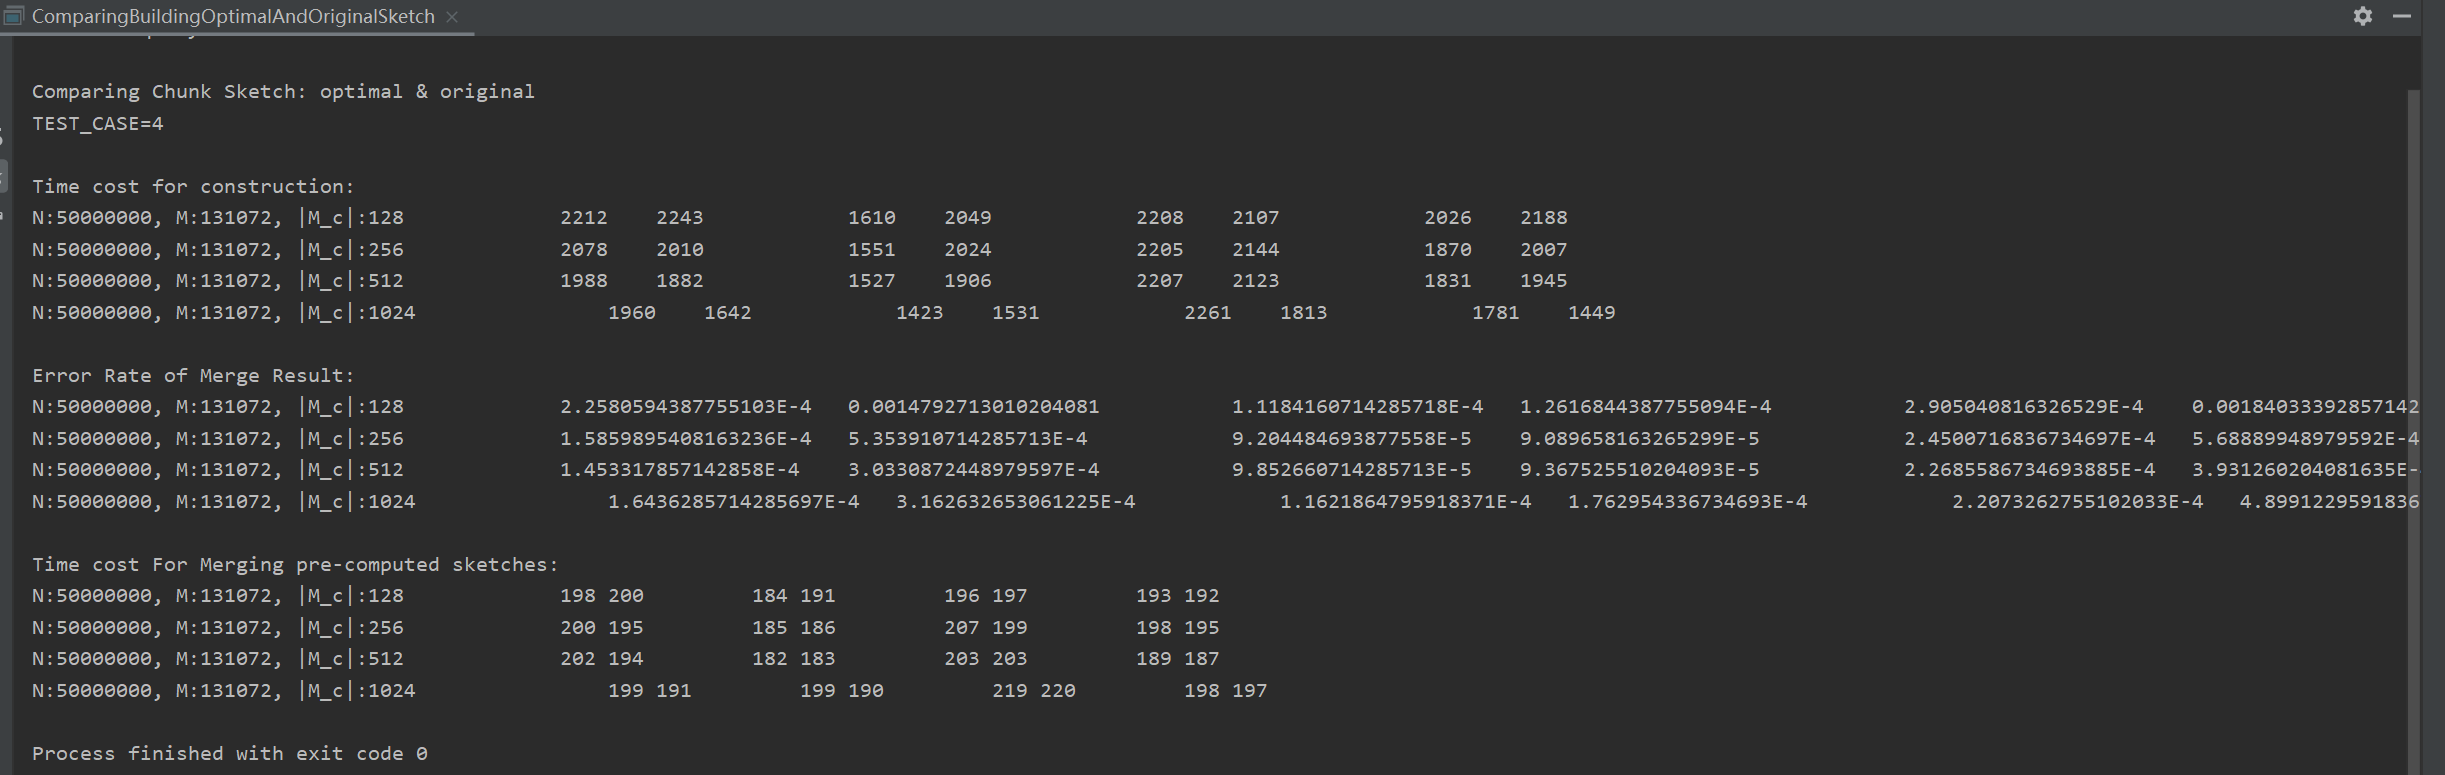 ComparingBuildingOptimalAndOriginalSketch
Comparing Chunk Sketch: optimal & original
TEST_CASE=4
Time cost for construction:
N:50000000, M:131072, |M_c|:128 2212 2243 1610 2049 2208 2107 2026 2188
N:50000000, M:131072, |M_c|:256 2078 2010 1551 2024 2205 2144 1870 2007
N:50000000, M:131072, |M_c|:512 1988 1882 1527 1906 2207 2123 1831 1945
N:50000000, M:131072, |M_c|:1024 1960 1642 1423 1531 2261 1813 1781 1449
Error Rate of Merge Result:
N:50000000, M:131072, |M_c|:128 2.2580594387755103E-4 0.0014792713010204081 1.1184160714285718E-4 1.2616844387755094E-4 2.905040816326529E-4 0.001840333928571​42
N:50000000, M:131072, |M_c|:256 1.5859895408163236E-4 5.353910714285713E-4 9.204484693877558E-5 9.089658163265299E-5 2.4500716836734697E-4 5.68889948979592E-4
N:50000000, M:131072, |M_c|:512 1.453317857142858E-4 3.0330872448979597E-4 9.852660714285713E-5 9.367525510204093E-5 2.2685586734693885E-4 3.931260204081635E-
N:50000000, M:131072, |M_c|:1024 1.6436285714285697E-4 3.162632653061225E-4 1.1621864795918371E-4 1.762954336734693E-4 2.2073262755102033E-4 4.8991229591836
Time cost For Merging pre-computed sketches:
N:50000000, M:131072, |M_c|:128 198 200 184 191 196 197 193 192
N:50000000, M:131072, |M_c|:256 200 195 185 186 207 199 198 195
N:50000000, M:131072, |M_c|:512 202 194 182 183 203 203 189 187
N:50000000, M:131072, |M_c|:1024 199 191 199 190 219 220 198 197
Process finished with exit code 0